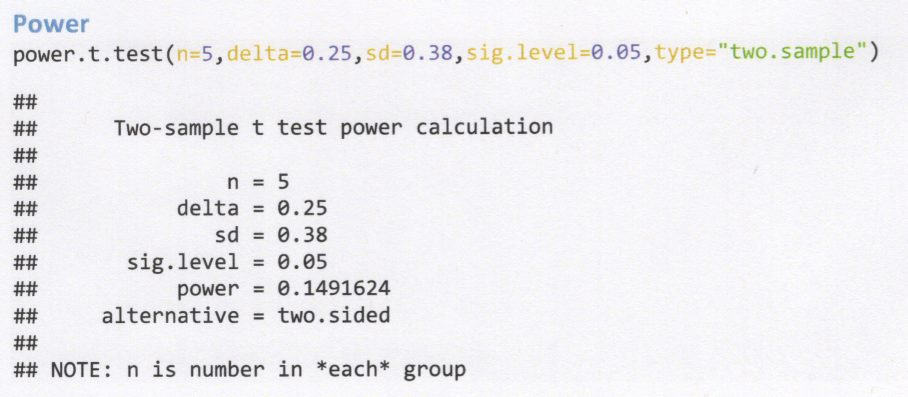 Power
power.t.test(n=5,delta=0.25,sd=0.38,sig.level=0.05,type="two.sample")
##
##      Two-sample t test power calculation
##
##               n = 5
##           delta = 0.25
##              sd = 0.38
##       sig.level = 0.05
##           power = 0.1491624
##     alternative = two.sided
##
## NOTE: n is number in *each* group